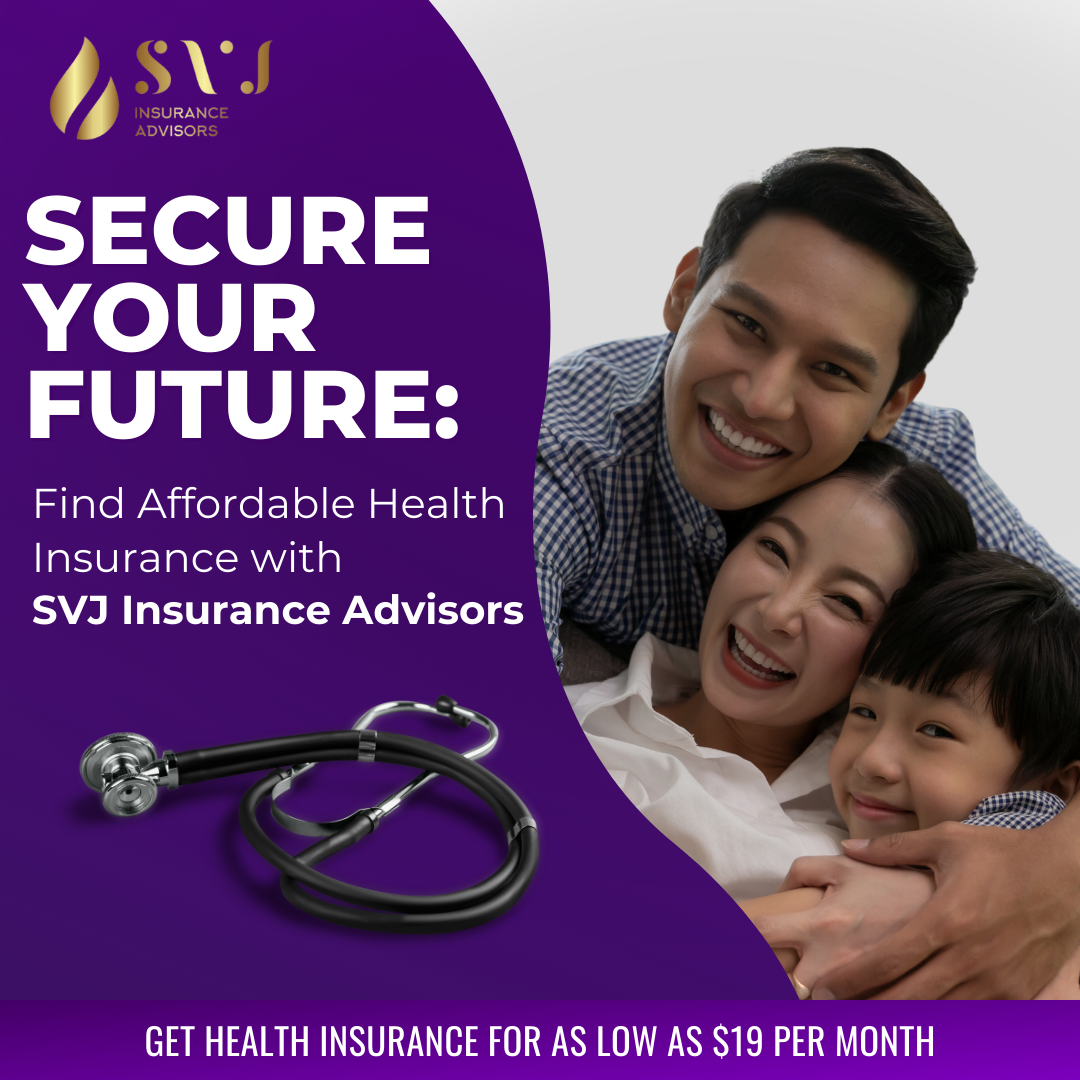 SVJ
INSURANCE
ADVISORS
SECURE
YOUR
FUTURE:
Find Affordable Health
Insurance with
SVJ Insurance Advisors
GET HEALTH INSURANCE FOR AS LOW AS $19 PER MONTH